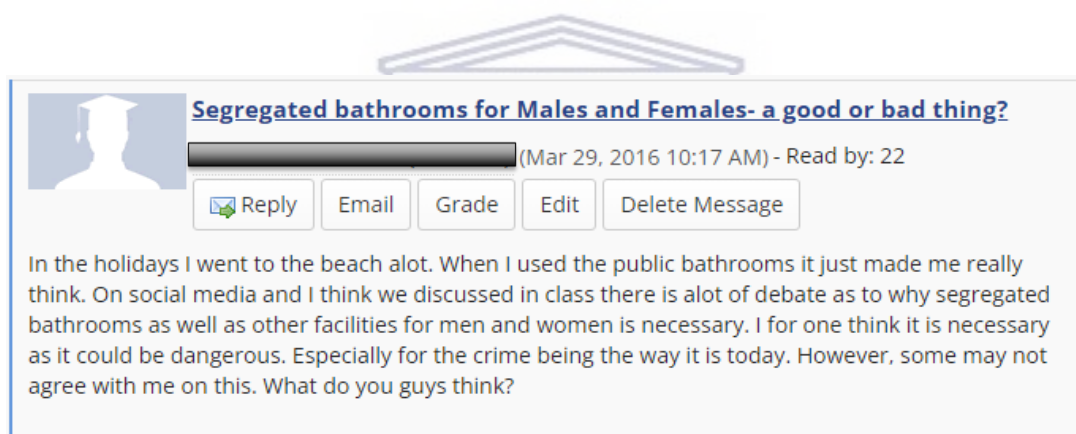 Segregated bathrooms for Males and Females- a good or bad thing?
(Mar 29, 2016 10:17 AM) - Read by: 22
Reply Email Grade Edit Delete Message
In the holidays I went to the beach alot. When I used the public bathrooms it just made me really
think. On social media and I think we discussed in class there is alot of debate as to why segregated
bathrooms as well as other facilities for men and women is necessary. I for one think it is necessary
as it could be dangerous. Especially for the crime being the way it is today. However, some may not
agree with me on this. What do you guys think?